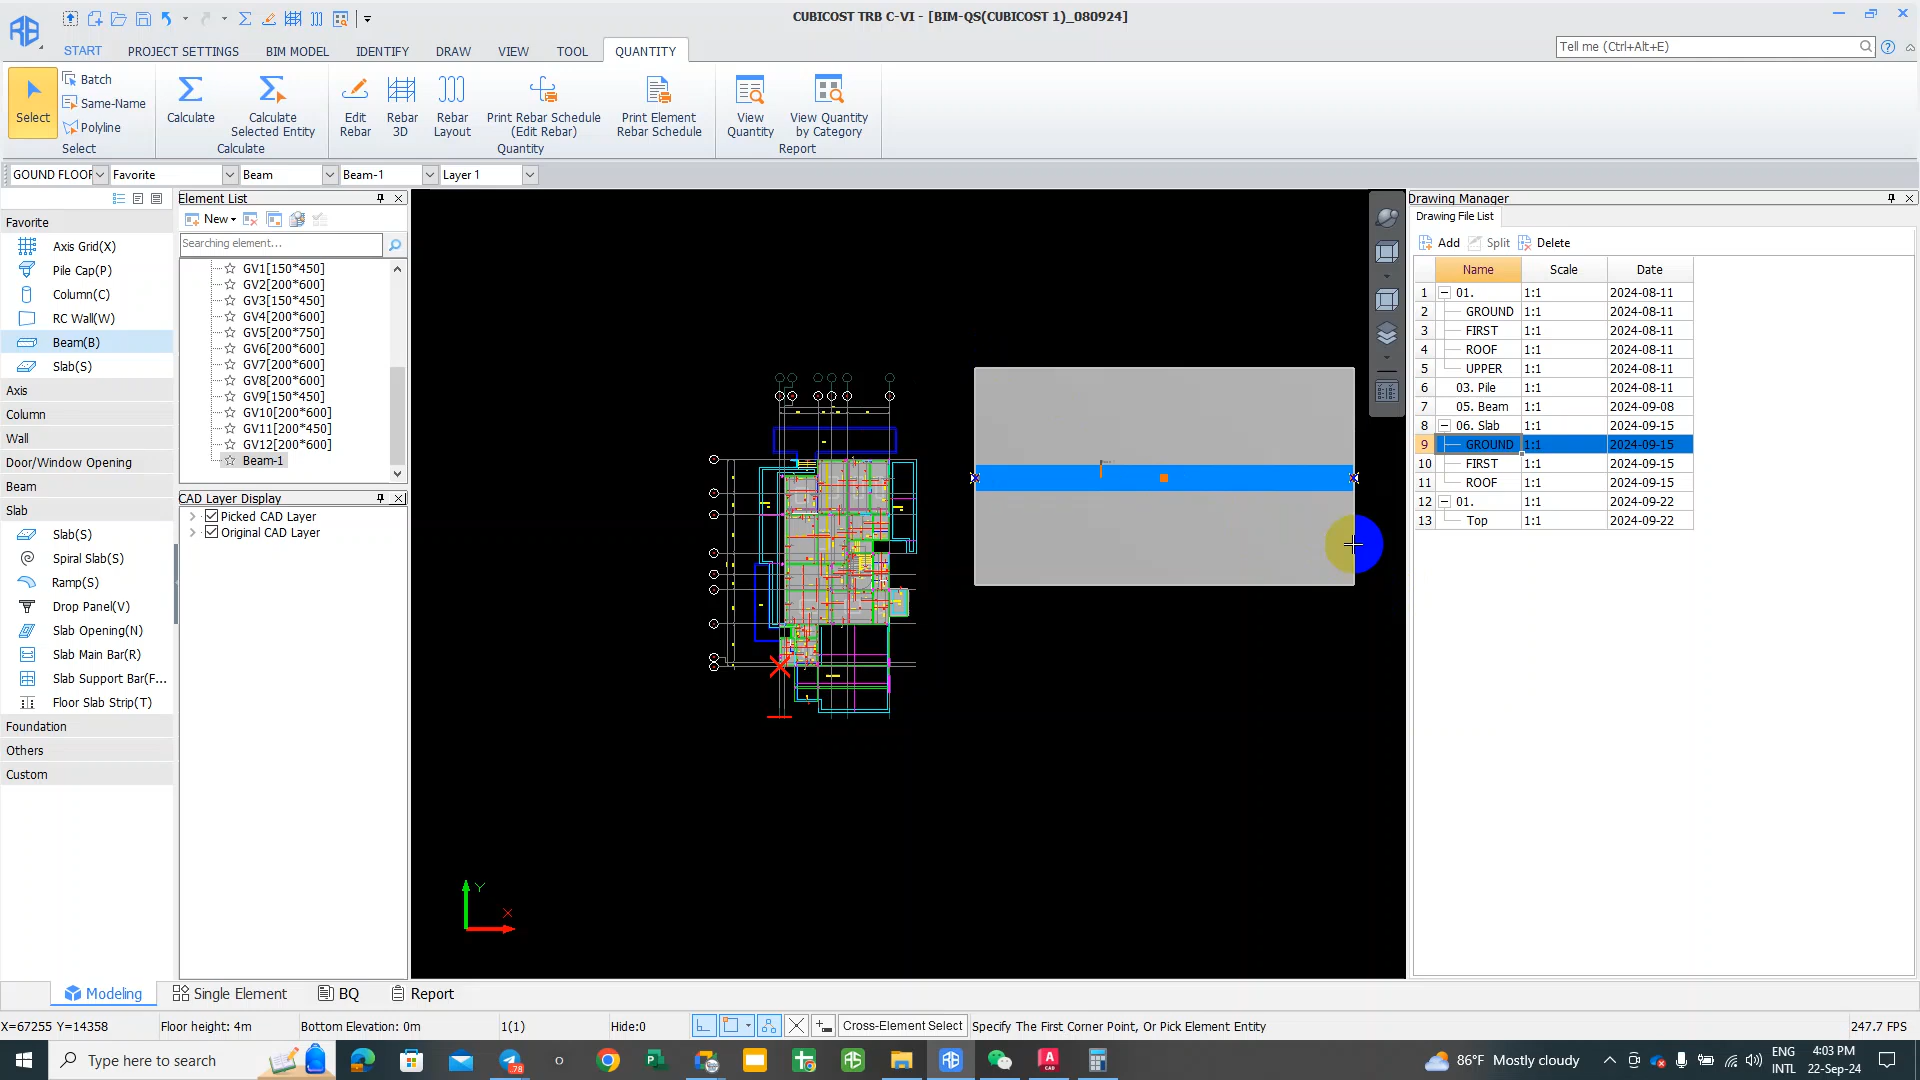 CUBICOST TRB C-VI - [BIM-QS(CUBICOST 1)_080924]
START PROJECT SETTINGS BIM MODEL IDENTIFY DRAW VIEW TOOL QUANTITY
Tell me (Ctrl+Alt+E)
Select
Batch
Same-Name
Polyline
Select
Calculate
Calculate Selected Entity
Calculate
Edit Rebar
Rebar 3D
Rebar Layout
Print Rebar Schedule (Edit Rebar)
Print Element Rebar Schedule
Quantity
View Quantity
View Quantity by Category
Report
GOUND FLOOR Favorite Beam Beam-1 Layer 1
Favorite
Axis Grid(X)
Pile Cap(P)
Column(C)
RC Wall(W)
Beam(B)
Slab(S)
Axis
Column
Wall
Door/Window Opening
Beam
Slab
Slab(S)
Spiral Slab(S)
Ramp(S)
Drop Panel(V)
Slab Opening(N)
Slab Main Bar(R)
Slab Support Bar(F...
Floor Slab Strip(T)
Foundation
Others
Custom
Element List
New
Searching element...
GV1[150*450]
GV2[200*600]
GV3[150*450]
GV4[200*600]
GV5[200*750]
GV6[200*600]
GV7[200*600]
GV8[200*600]
GV9[150*450]
GV10[200*600]
GV11[200*450]
GV12[200*600]
Beam-1
CAD Layer Display
Picked CAD Layer
Original CAD Layer
Y
X
Drawing Manager
Drawing File List
Add Split Delete
Name Scale Date
1 01. 1:1 2024-08-11
2 GROUND 1:1 2024-08-11
3 FIRST 1:1 2024-08-11
4 ROOF 1:1 2024-08-11
5 UPPER 1:1 2024-08-11
6 03. Pile 1:1 2024-08-11
7 05. Beam 1:1 2024-09-08
8 06. Slab 1:1 2024-09-15
9 GROUND 1:1 2024-09-15
10 FIRST 1:1 2024-09-15
11 ROOF 1:1 2024-09-15
12 01. 1:1 2024-09-22
13 Top 1:1 2024-09-22
Modeling Single Element BQ Report
X=67255 Y=14358 Floor height: 4m Bottom Elevation: 0m 1(1) Hide:0 Cross-Element Select Specify The First Corner Point, Or Pick Element Entity 247.7 FPS
Type here to search
.78
86°F Mostly cloudy
ENG
INTL
4:03 PM
22-Sep-24